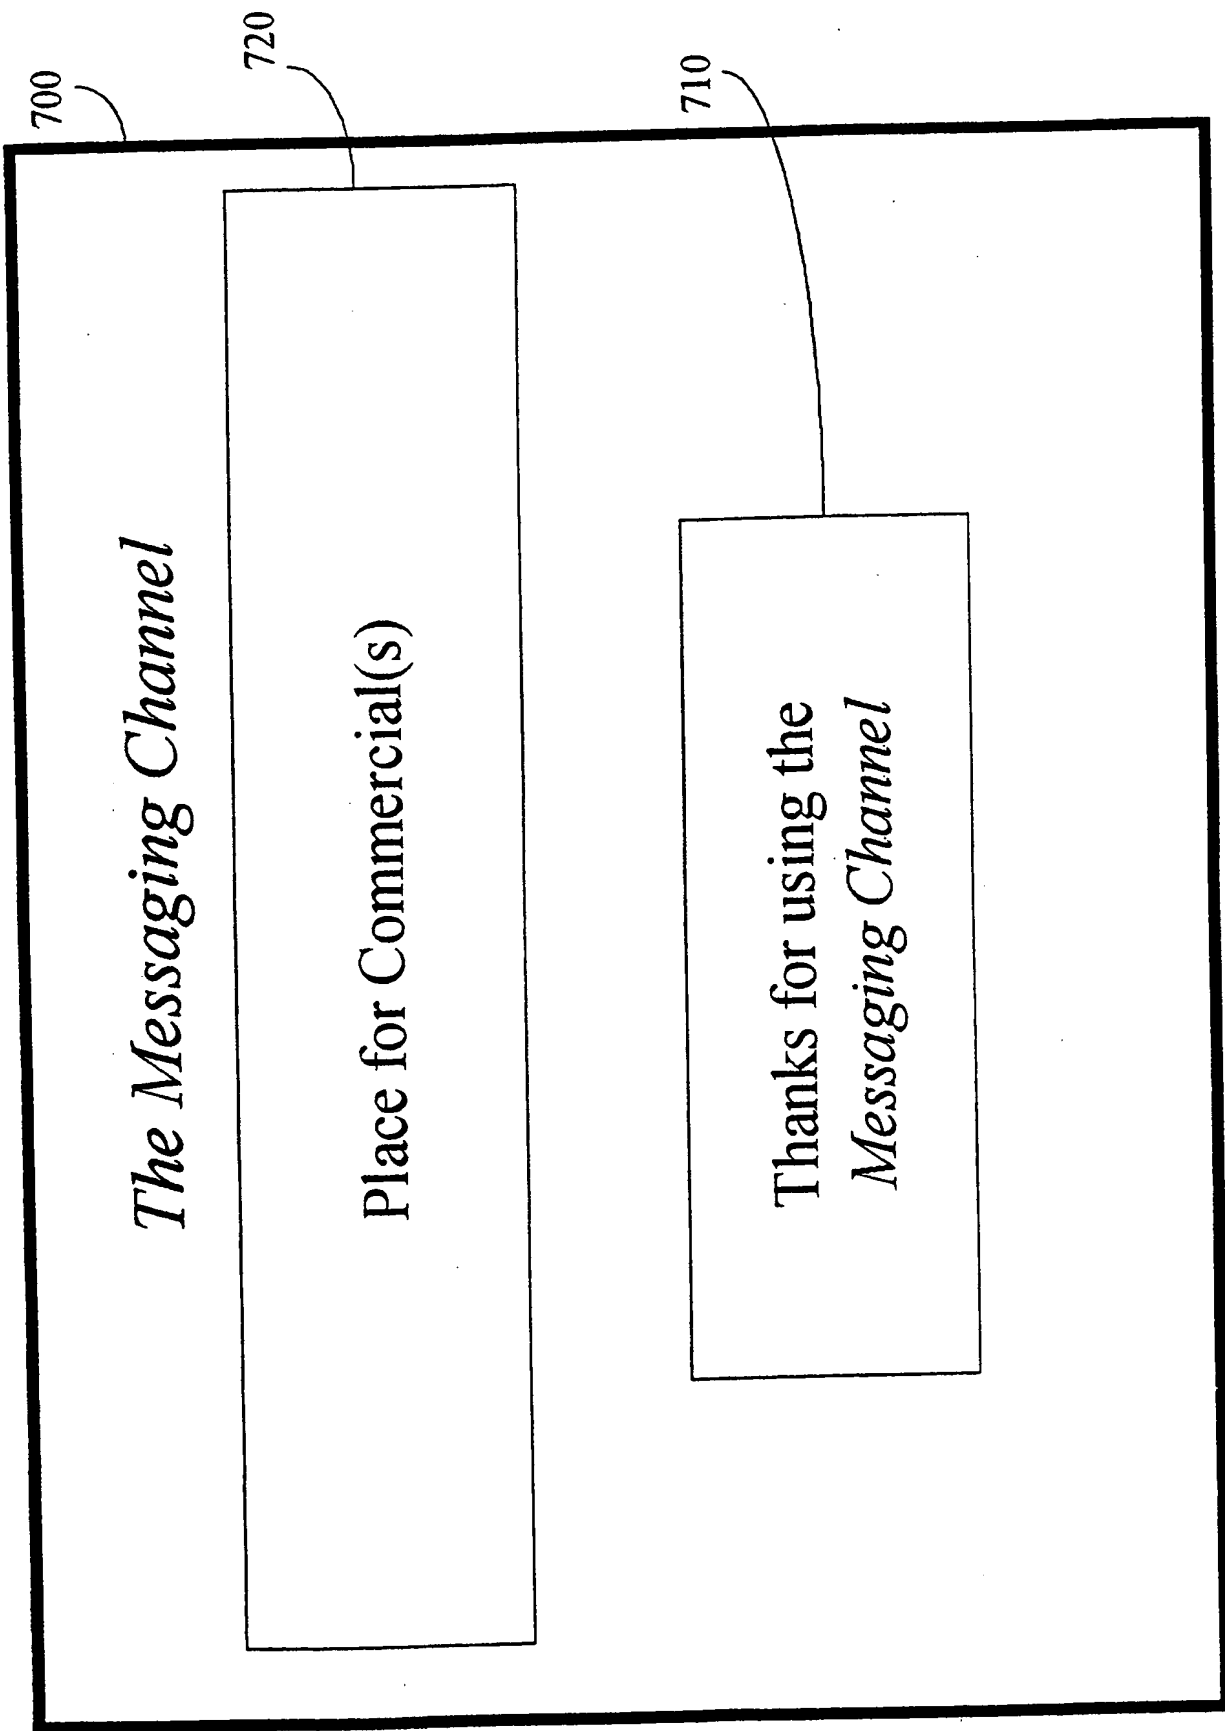 700
720
The Messaging Channel
Place for Commercial(s)
710
Thanks for using the
Messaging Channel